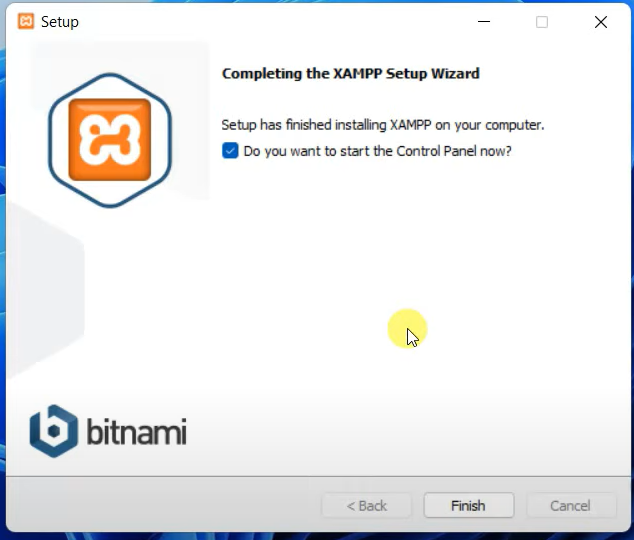 Setup
Completing the XAMPP Setup Wizard
Setup has finished installing XAMPP on your computer.
Do you want to start the Control Panel now?
bitnami
< Back
Finish
Cancel